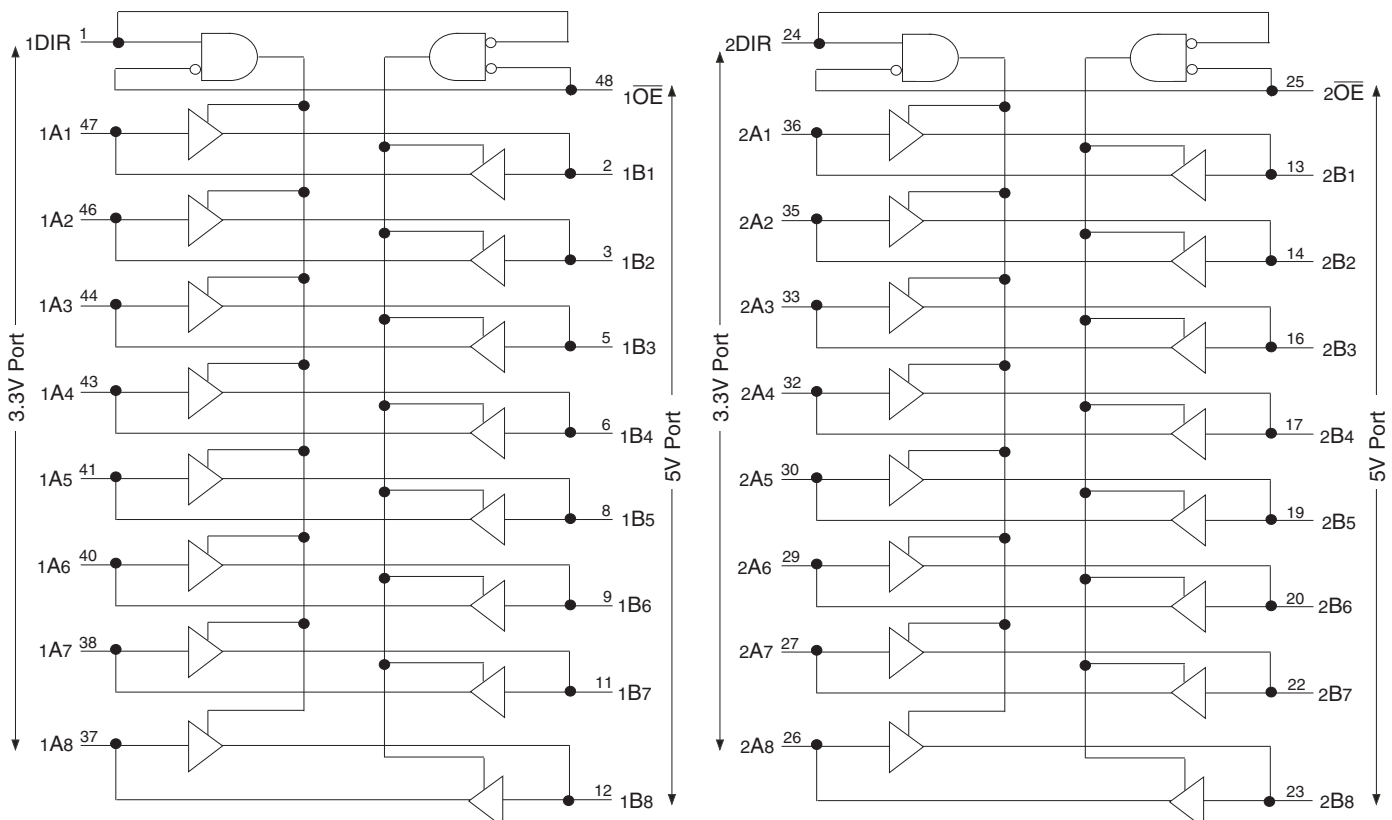 1DIR 1
48 1OE
1A1 47
2 1B1
1A2 46
3 1B2
1A3 44
5 1B3
1A4 43
6 1B4
1A5 41
8 1B5
1A6 40
9 1B6
1A7 38
11 1B7
1A8 37
12 1B8
3.3V Port
5V Port
2DIR 24
25 2OE
2A1 36
13 2B1
2A2 35
14 2B2
2A3 33
16 2B3
2A4 32
17 2B4
2A5 30
19 2B5
2A6 29
20 2B6
2A7 27
22 2B7
2A8 26
23 2B8
3.3V Port
5V Port